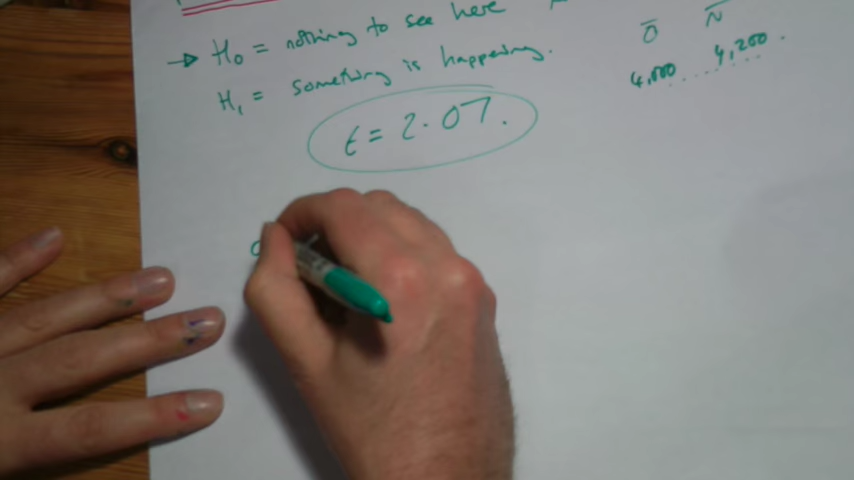 → H₀ = nothing to see here
H₁ = something is happening.
t = 2.07.
Ō N̄
4,000 ..... 4,200 .